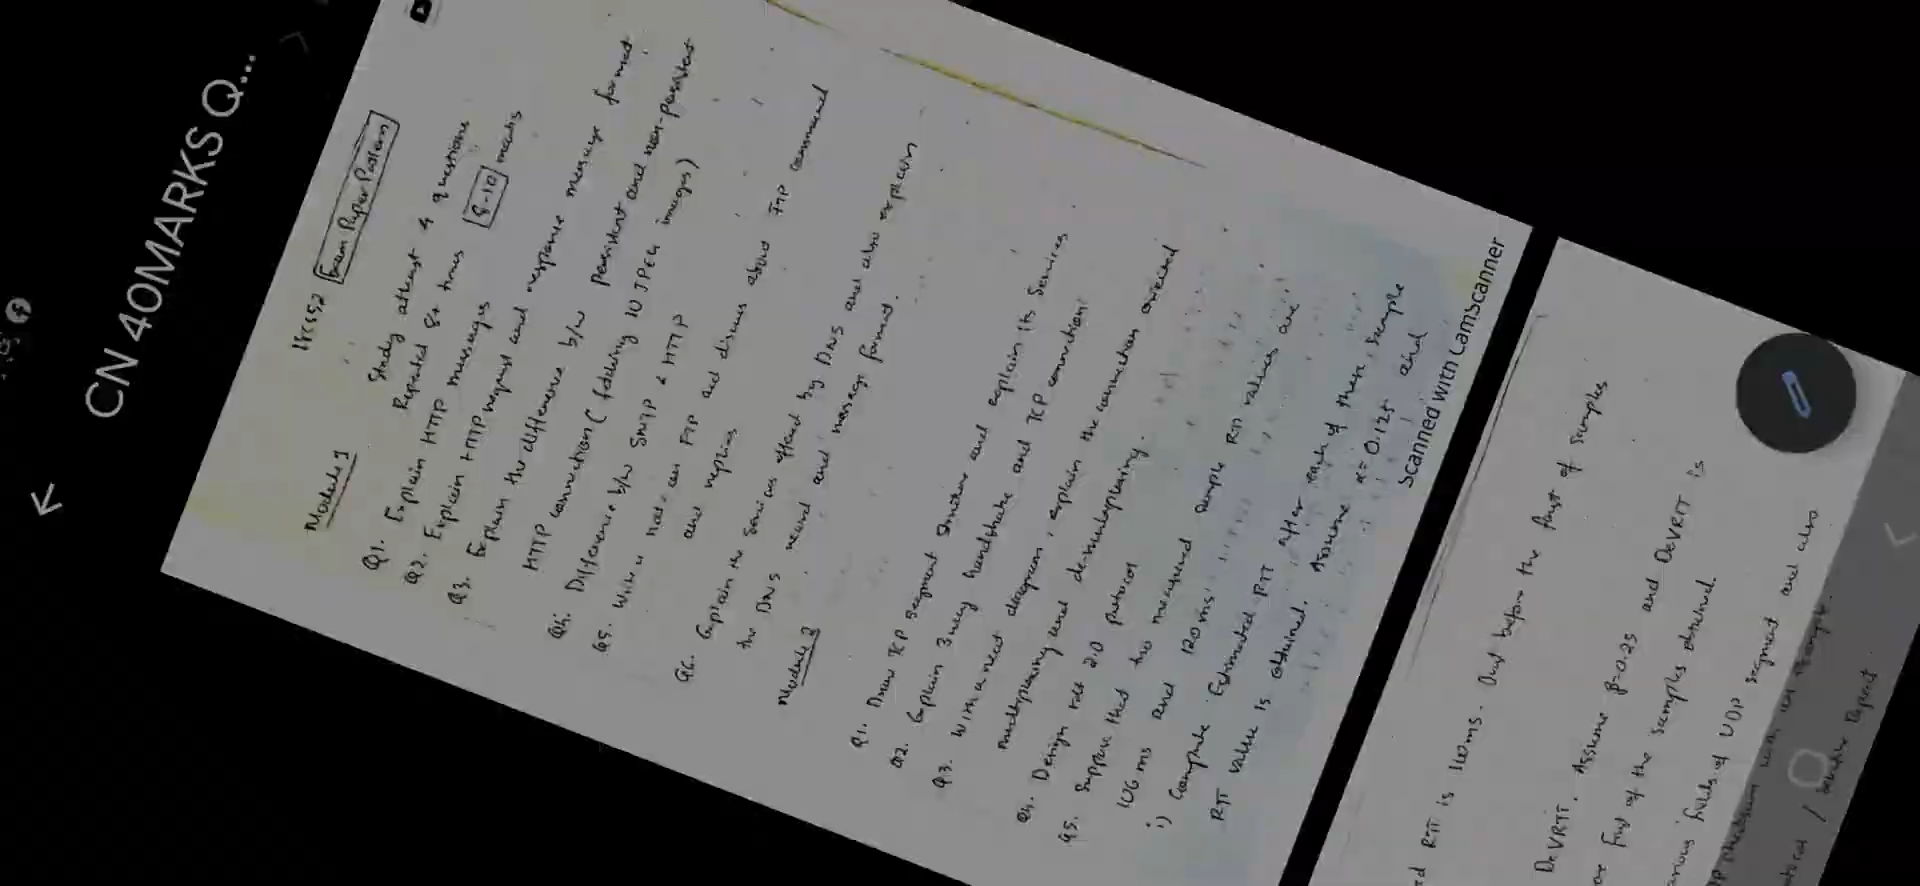 CN 40MARKS Q...
18CS52 Exam Paper Pattern
Module 1
Study atleast 4 questions
Repeated 8+ times 8-10 marks
Q1. Explain HTTP messages
Q2. Explain HTTP request and response message format
Q3. Explain the difference b/w persistent and non-persistent
HTTP connection ( fetching 10 JPEG images)
Q4. Difference b/w SMTP & HTTP
Q5. Write a note on FTP and discuss about FTP command
and replies
Q6. Explain the services offered by DNS and also explain
the DNS record and message format.
Module 2
Q1. Draw TCP segment structure and explain its services
Q2. Explain 3 way handshake and TCP connection
Q3. With a neat diagram, explain the connection oriented
multiplexing and de-multiplexing.
Q4. Design rdt 2.0 protocol
Q5. Suppose that two measured sample RTT values are
106 ms and 120 ms
i) Compute Estimated RTT after each of these sample
RTT value is obtained. Assume α= 0.125 and
Scanned with CamScanner
RTT is 100ms. Just before the first of samples
DevRTT. Assume β=0.25 and DevRTT is
first of the samples obtained.
various fields of UDP segment and also